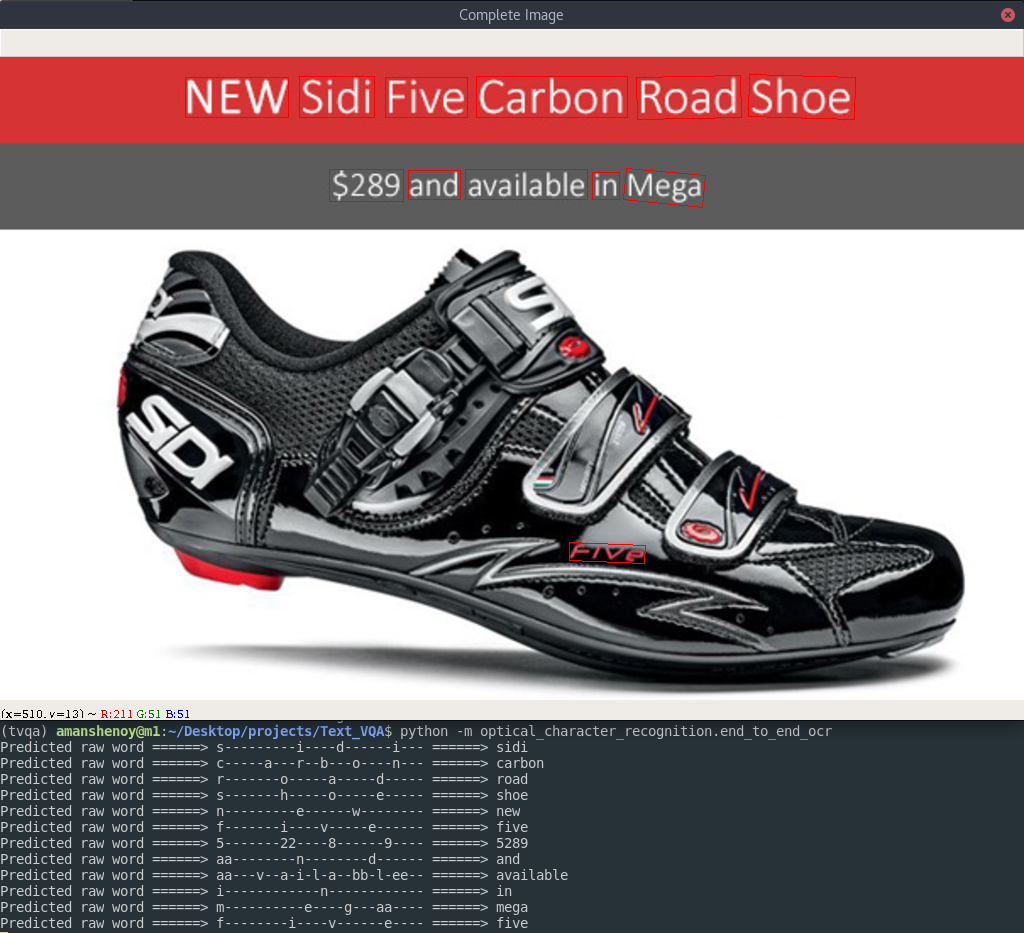 Complete Image
NEW Sidi Five Carbon Road Shoe
$289 and available in Mega
SIDI
FIVE
(x=510, y=13) ~ R:211 G:51 B:51
(tvqa) amanshenoy@m1:~/Desktop/projects/Text_VQA$ python -m optical_character_recognition.end_to_end_ocr
Predicted raw word ======> s---------i----d------i--- ======> sidi
Predicted raw word ======> c-----a---r--b---o----n--- ======> carbon
Predicted raw word ======> r-------o-----a-----d----- ======> road
Predicted raw word ======> s-------h-----o-----e----- ======> shoe
Predicted raw word ======> n---------e------w-------- ======> new
Predicted raw word ======> f-------i----v-----e------ ======> five
Predicted raw word ======> 5-------22----8------9---- ======> 5289
Predicted raw word ======> aa--------n--------d------ ======> and
Predicted raw word ======> aa---v--a-i-l-a--bb-l-ee-- ======> available
Predicted raw word ======> i------------n------------ ======> in
Predicted raw word ======> m----------e----g---aa---- ======> mega
Predicted raw word ======> f--------i----v------e---- ======> five